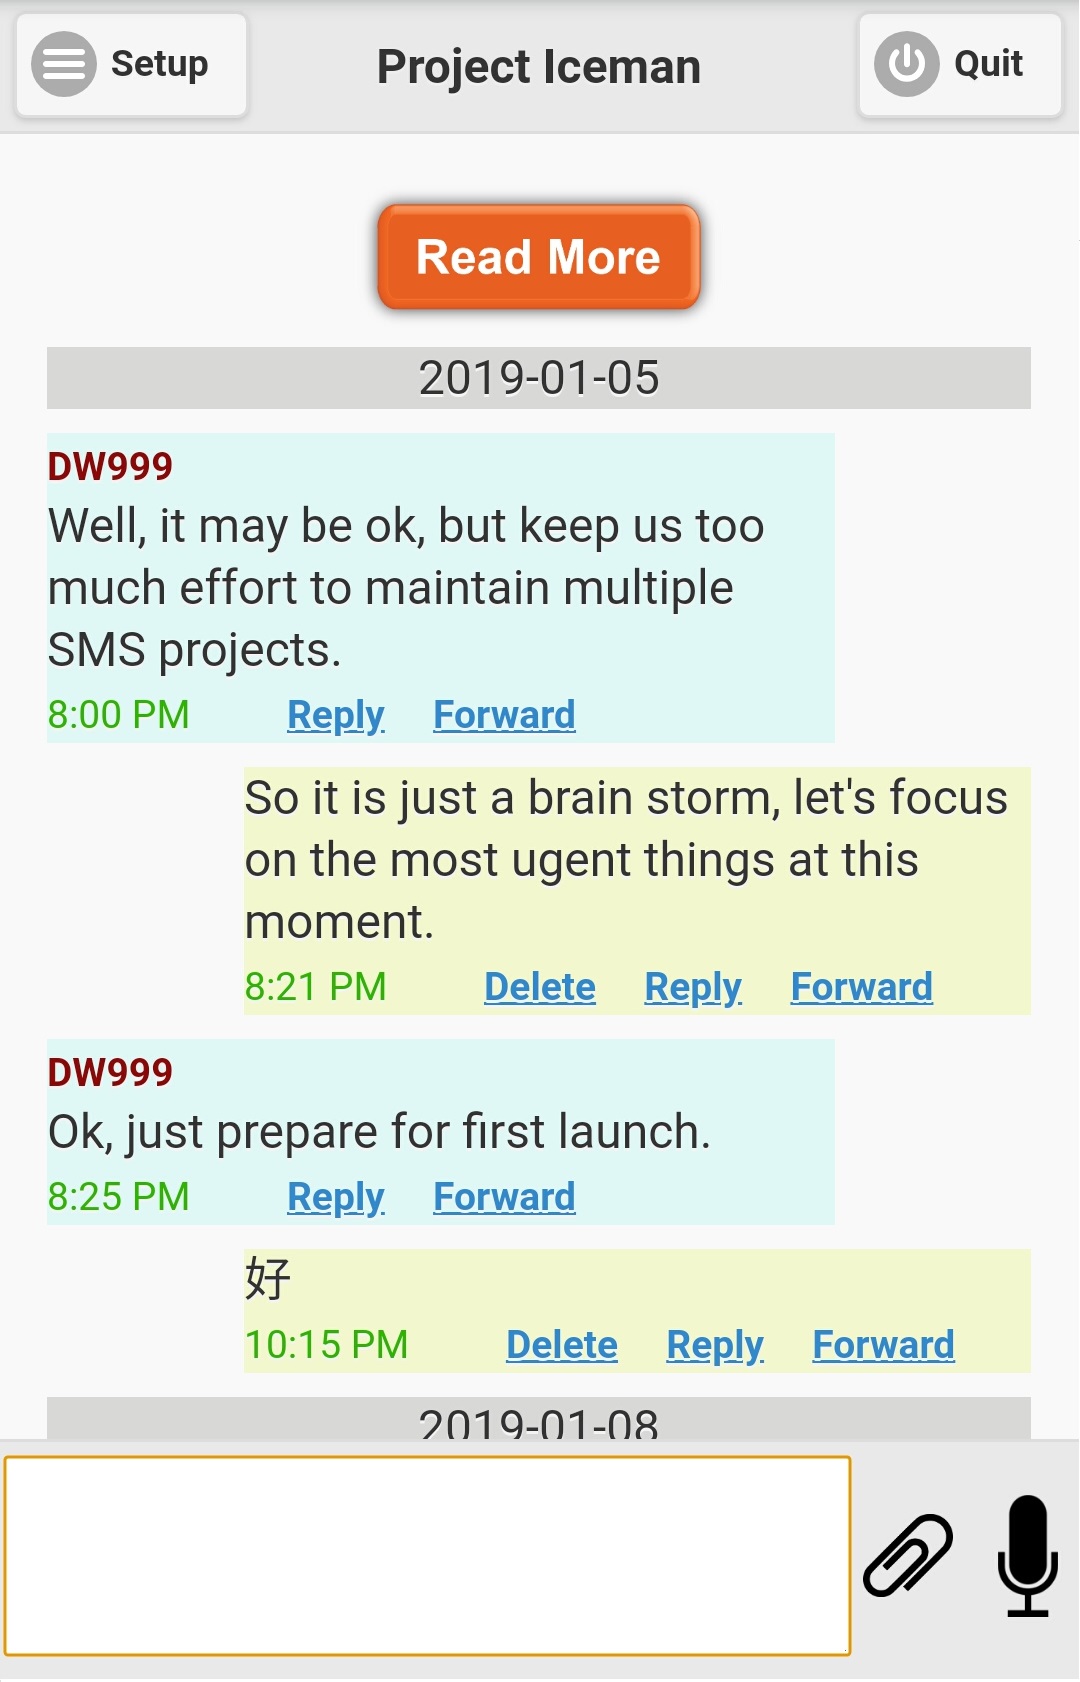 Setup
Project Iceman
Quit
Read More
2019-01-05
DW999
Well, it may be ok, but keep us too
much effort to maintain multiple
SMS projects.
8:00 PM Reply Forward
So it is just a brain storm, let's focus
on the most ugent things at this
moment.
8:21 PM Delete Reply Forward
DW999
Ok, just prepare for first launch.
8:25 PM Reply Forward
好
10:15 PM Delete Reply Forward
2019-01-08